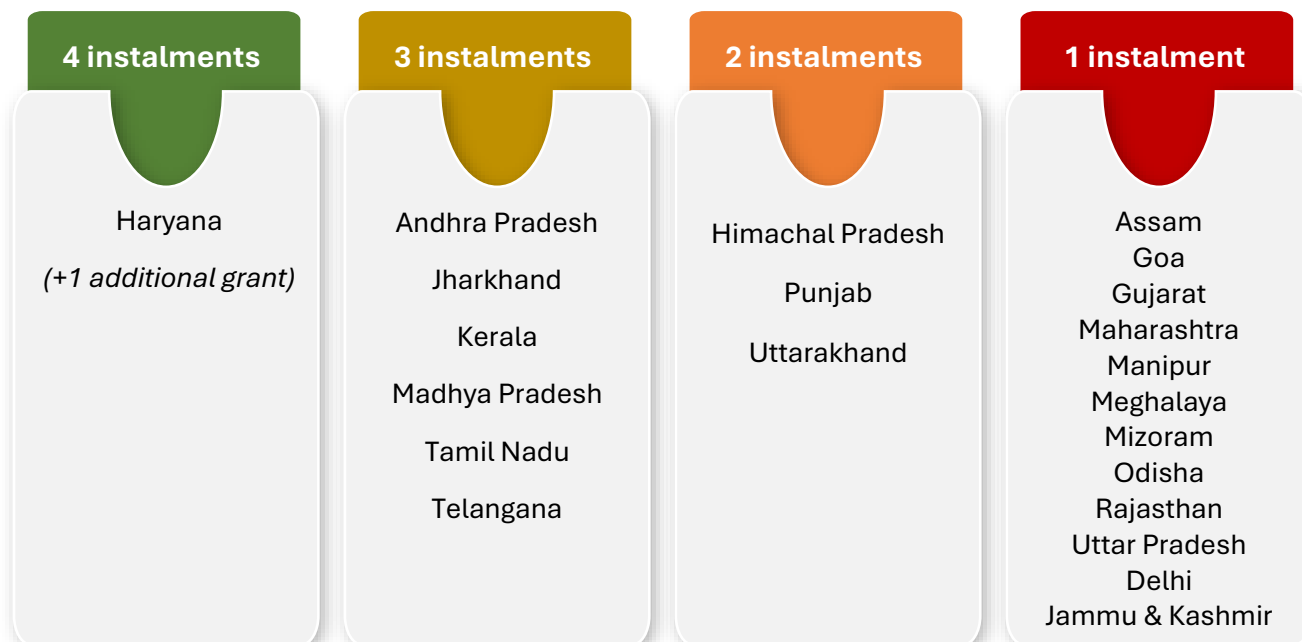 4 instalments
Haryana
(+1 additional grant)
3 instalments
Andhra Pradesh
Jharkhand
Kerala
Madhya Pradesh
Tamil Nadu
Telangana
2 instalments
Himachal Pradesh
Punjab
Uttarakhand
1 instalment
Assam
Goa
Gujarat
Maharashtra
Manipur
Meghalaya
Mizoram
Odisha
Rajasthan
Uttar Pradesh
Delhi
Jammu & Kashmir